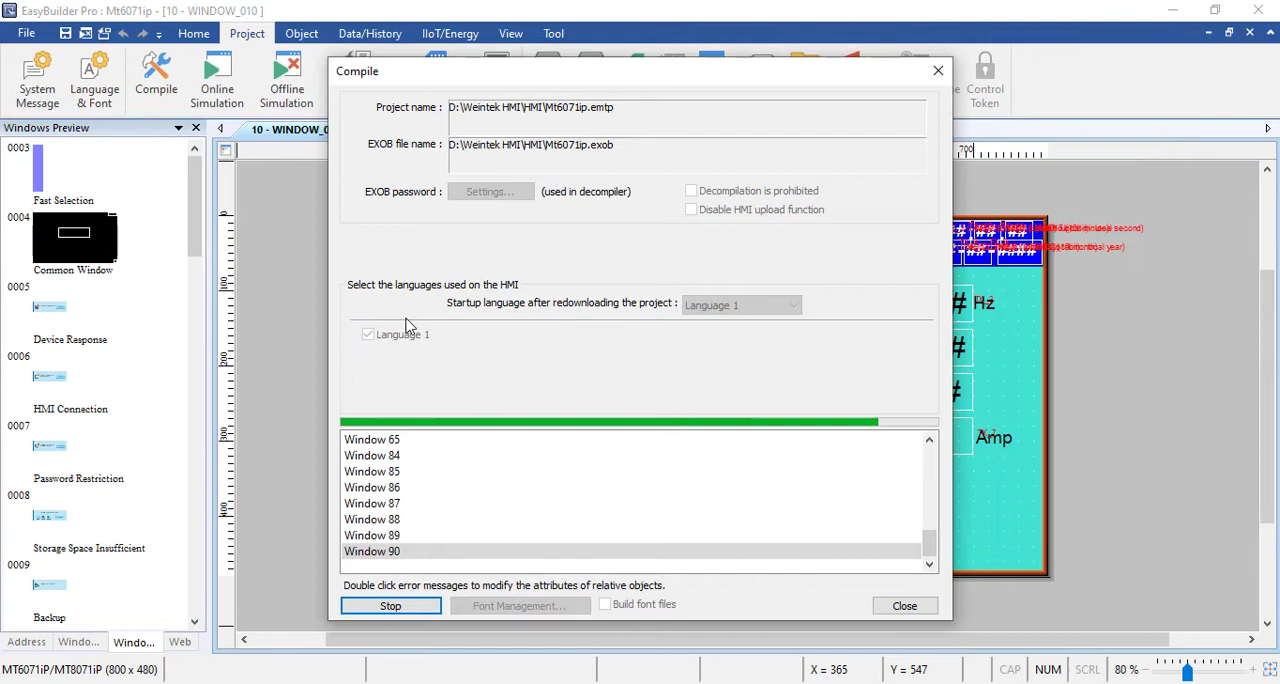 EasyBuilder Pro : Mt6071ip - [10 - WINDOW_010 ]
File Home Project Object Data/History IIoT/Energy View Tool
System Message
Language & Font
Compile
Online Simulation
Offline Simulation
Control Token
Windows Preview
10 - WINDOW_0
700
0003
Fast Selection
0004
Common Window
0005
Device Response
0006
HMI Connection
0007
Password Restriction
0008
Storage Space Insufficient
0009
Backup
Address Windo... Windo... Web
0
100
200
300
400
Compile
Project name : D:\Weintek HMI\HMI\Mt6071ip.emtp
EXOB file name : D:\Weintek HMI\HMI\Mt6071ip.exob
EXOB password : Settings... (used in decompiler)
Decompilation is prohibited
Disable HMI upload function
Select the languages used on the HMI
Startup language after redownloading the project : Language 1
Language 1
Window 65
Window 84
Window 85
Window 86
Window 87
Window 88
Window 89
Window 90
Double click error messages to modify the attributes of relative objects.
Stop Font Management... Build font files Close
## ##
## ####
# Hz
#
#
Amp
MT6071iP/MT8071iP (800 x 480) X = 365 Y = 547 CAP NUM SCRL 80 %